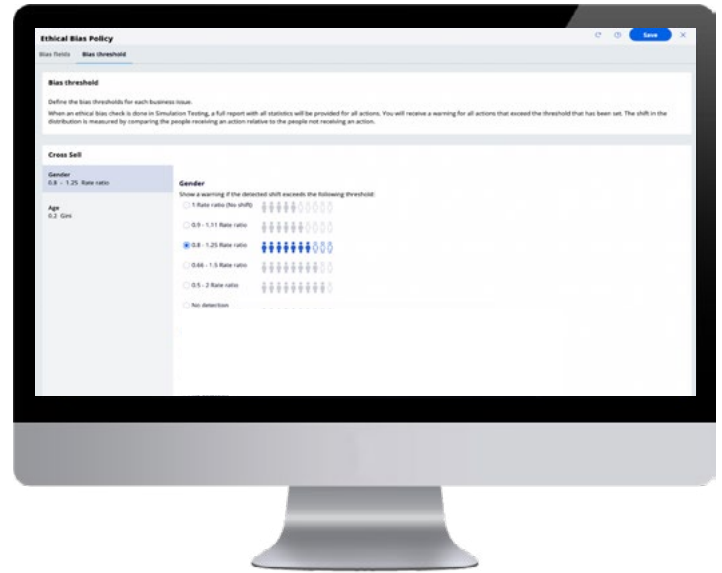 Ethical Bias Policy
Save
Bias fields Bias threshold
Bias threshold
Define the bias thresholds for each business issue.
When an ethical bias check is done in Simulation Testing, a full report with all statistics will be provided for all actions. You will receive a warning for all actions that exceed the threshold that has been set. The shift in the
distribution is measured by comparing the people receiving an action relative to the people not receiving an action.
Cross Sell
Gender
0.8 - 1.25 Rate ratio
Age
0.2 Gini
Gender
Show a warning if the detected shift exceeds the following threshold:
1 Rate ratio (No shift)
0.9 - 1.11 Rate ratio
0.8 - 1.25 Rate ratio
0.66 - 1.5 Rate ratio
0.5 - 2 Rate ratio
No detection